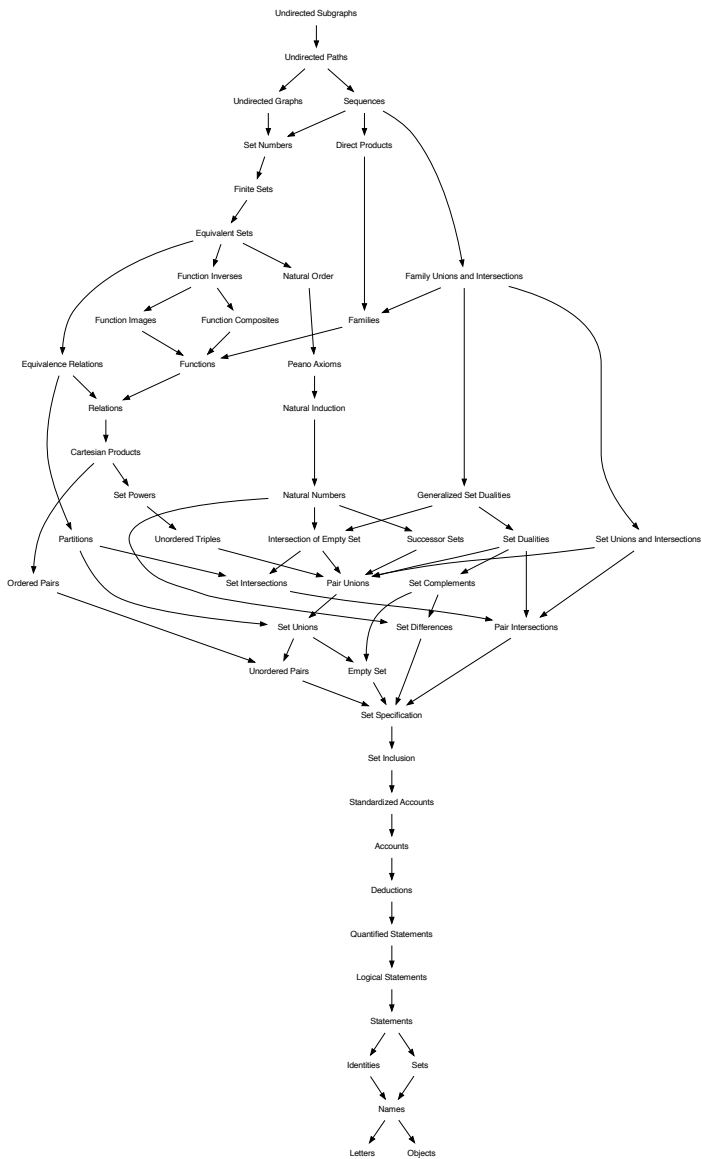 Undirected Subgraphs
Undirected Paths
Undirected Graphs
Sequences
Set Numbers
Direct Products
Finite Sets
Equivalent Sets
Function Inverses
Natural Order
Family Unions and Intersections
Function Images
Function Composites
Families
Equivalence Relations
Functions
Peano Axioms
Relations
Natural Induction
Cartesian Products
Set Powers
Natural Numbers
Generalized Set Dualities
Partitions
Unordered Triples
Intersection of Empty Set
Successor Sets
Set Dualities
Set Unions and Intersections
Ordered Pairs
Set Intersections
Pair Unions
Set Complements
Set Unions
Set Differences
Pair Intersections
Unordered Pairs
Empty Set
Set Specification
Set Inclusion
Standardized Accounts
Accounts
Deductions
Quantified Statements
Logical Statements
Statements
Identities
Sets
Names
Letters
Objects